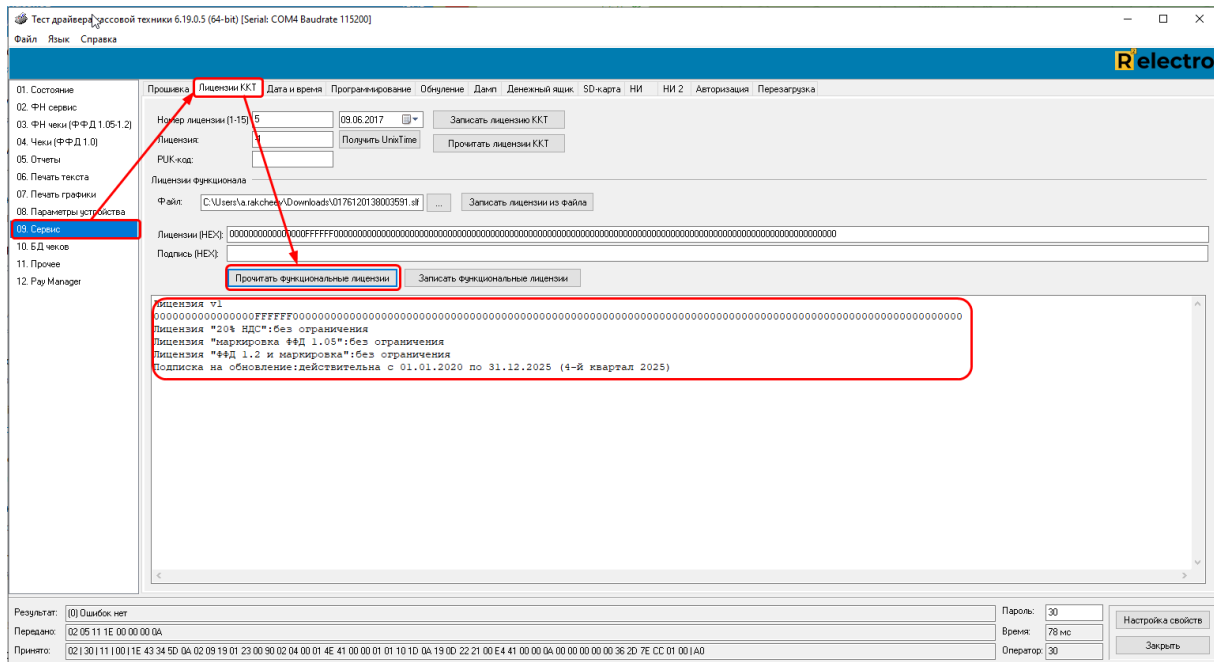 Тест драйвера кассовой техники 6.19.0.5 (64-bit) [Serial: COM4 Baudrate 115200]
Файл Язык Справка
R electro
01. Состояние
02. ФН сервис
03. ФН чеки (ФФД 1.05-1.2)
04. Чеки (ФФД 1.0)
05. Отчеты
06. Печать текста
07. Печать графики
08. Параметры устройства
09. Сервис
10. БД чеков
11. Прочее
12. Pay Manager
Прошивка Лицензии ККТ Дата и время Программирование Обнуление Дамп Денежный ящик SD-карта НИ НИ 2 Авторизация Перезагрузка
Номер лицензии (1-15) 5 09.06.2017 Записать лицензию ККТ
Лицензия: Получить UnixTime Прочитать лицензии ККТ
PUK-код:
Лицензии функционала
Файл: C:\Users\a.rakcheev\Downloads\0176120138003591.slf ... Записать лицензии из файла
Лицензии (HEX):
Подпись (HEX):
Прочитать функциональные лицензии Записать функциональные лицензии
Лицензия v1
Лицензия "20% НДС":без ограничения
Лицензия "маркировка ФФД 1.05":без ограничения
Лицензия "ФФД 1.2 и маркировка":без ограничения
Подписка на обновление:действительна с 01.01.2020 по 31.12.2025 (4-й квартал 2025)
Результат: (0) Ошибок нет
Пароль: 30
Настройка свойств
Передано: 02 05 11 1E 00 00 00 0A
Время: 78 мс
Принято: 02 | 30 | 11 | 00 | 1E 43 34 5D 0A 02 09 19 01 23 00 90 02 04 00 01 4E 41 00 00 01 01 10 1D 0A 19 0D 22 21 00 E4 41 00 00 0A 00 00 00 00 00 36 2D 7E CC 01 00 | A0
Оператор: 30
Закрыть